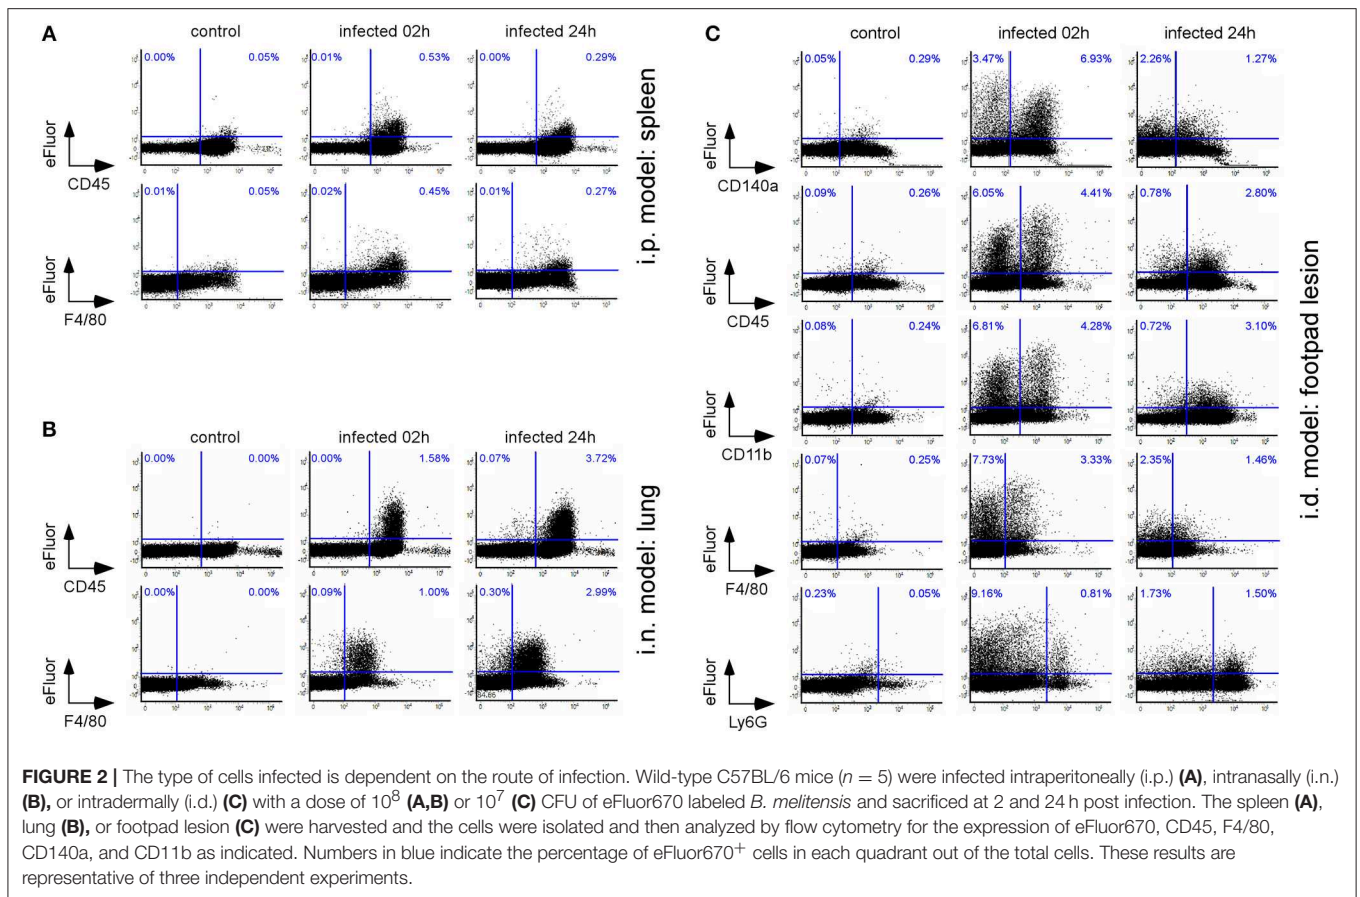 A
control infected 02h infected 24h
0.00% 0.05% 0.01% 0.53% 0.00% 0.29%
eFluor
CD45
0.01% 0.05% 0.02% 0.45% 0.01% 0.27%
eFluor
F4/80
i.p. model: spleen
B
control infected 02h infected 24h
0.00% 0.00% 0.00% 1.58% 0.07% 3.72%
eFluor
CD45
0.00% 0.00% 0.09% 1.00% 0.30% 2.99%
eFluor
F4/80
i.n. model: lung
C
control infected 02h infected 24h
0.05% 0.29% 3.47% 6.93% 2.26% 1.27%
eFluor
CD140a
0.09% 0.26% 6.05% 4.41% 0.78% 2.80%
eFluor
CD45
0.08% 0.24% 6.81% 4.28% 0.72% 3.10%
eFluor
CD11b
0.07% 0.25% 7.73% 3.33% 2.35% 1.46%
eFluor
F4/80
0.23% 0.05% 9.16% 0.81% 1.73% 1.50%
eFluor
Ly6G
i.d. model: footpad lesion
FIGURE 2 | The type of cells infected is dependent on the route of infection. Wild-type C57BL/6 mice (n = 5) were infected intraperitoneally (i.p.) (A), intranasally (i.n.)
(B), or intradermally (i.d.) (C) with a dose of 10⁸ (A,B) or 10⁷ (C) CFU of eFluor670 labeled B. melitensis and sacrificed at 2 and 24 h post infection. The spleen (A),
lung (B), or footpad lesion (C) were harvested and the cells were isolated and then analyzed by flow cytometry for the expression of eFluor670, CD45, F4/80,
CD140a, and CD11b as indicated. Numbers in blue indicate the percentage of eFluor670⁺ cells in each quadrant out of the total cells. These results are
representative of three independent experiments.